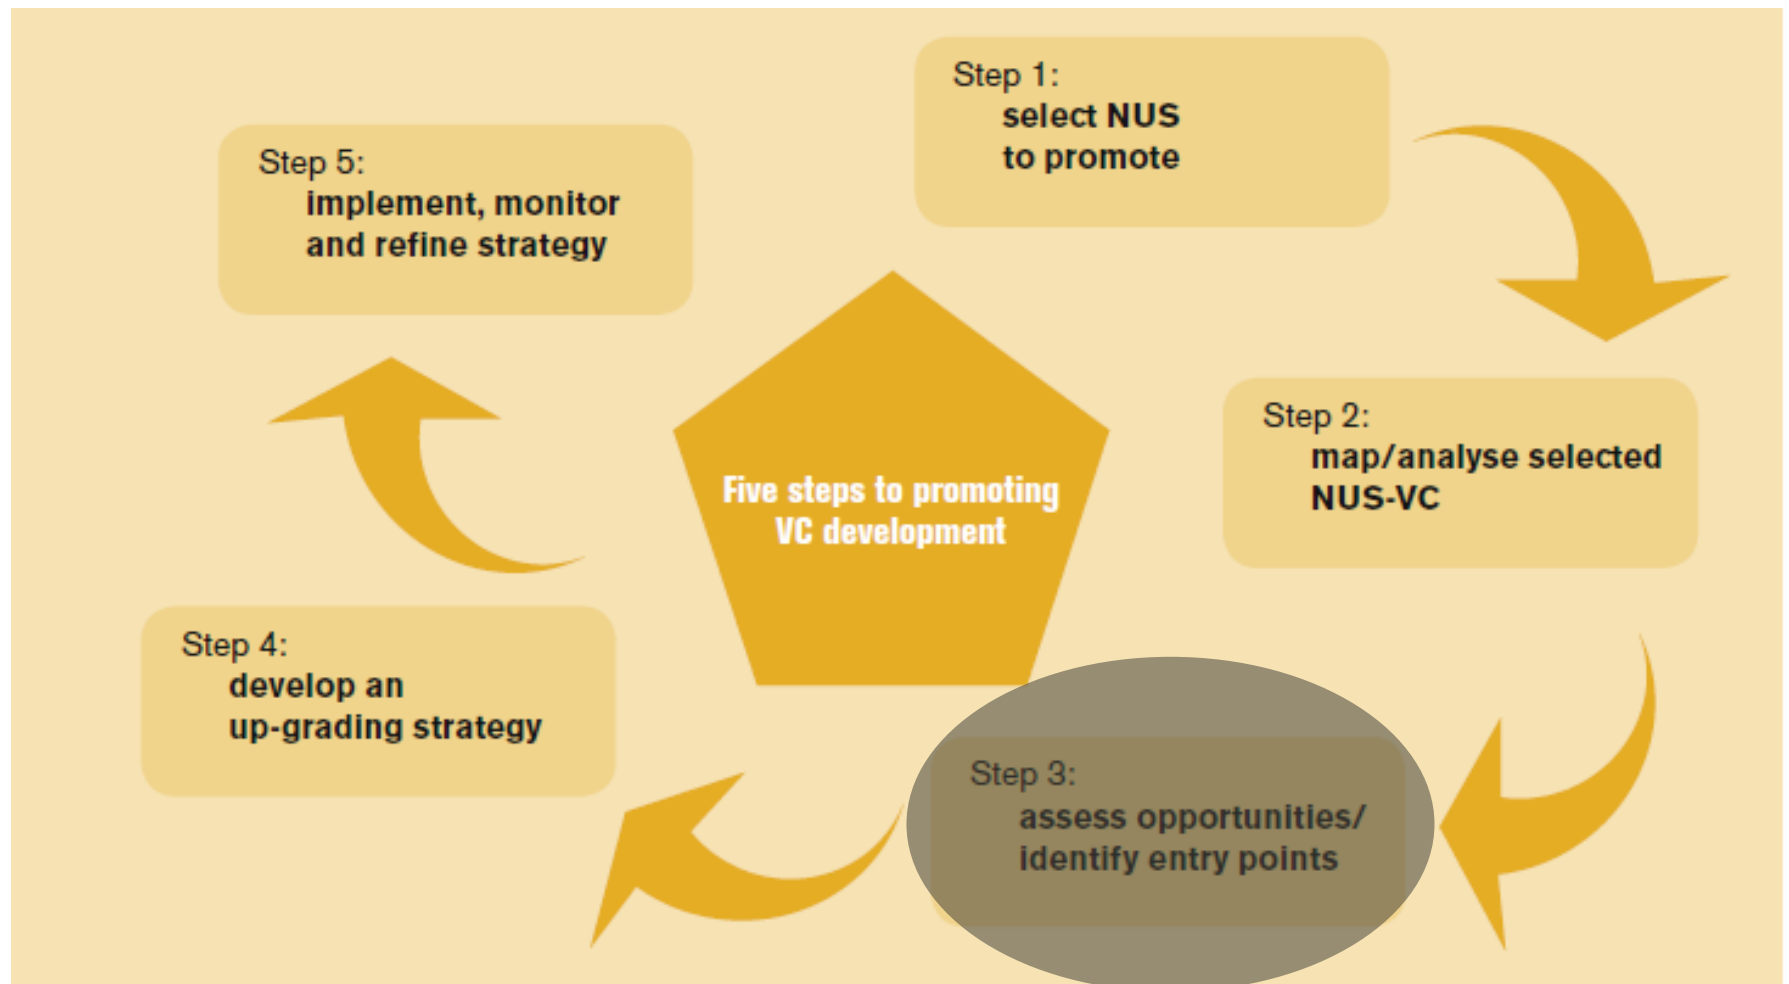 Step 1:
select NUS
to promote
Step 2:
map/analyse selected
NUS-VC
Step 3:
assess opportunities/
identify entry points
Step 4:
develop an
up-grading strategy
Step 5:
implement, monitor
and refine strategy
Five steps to promoting
VC development